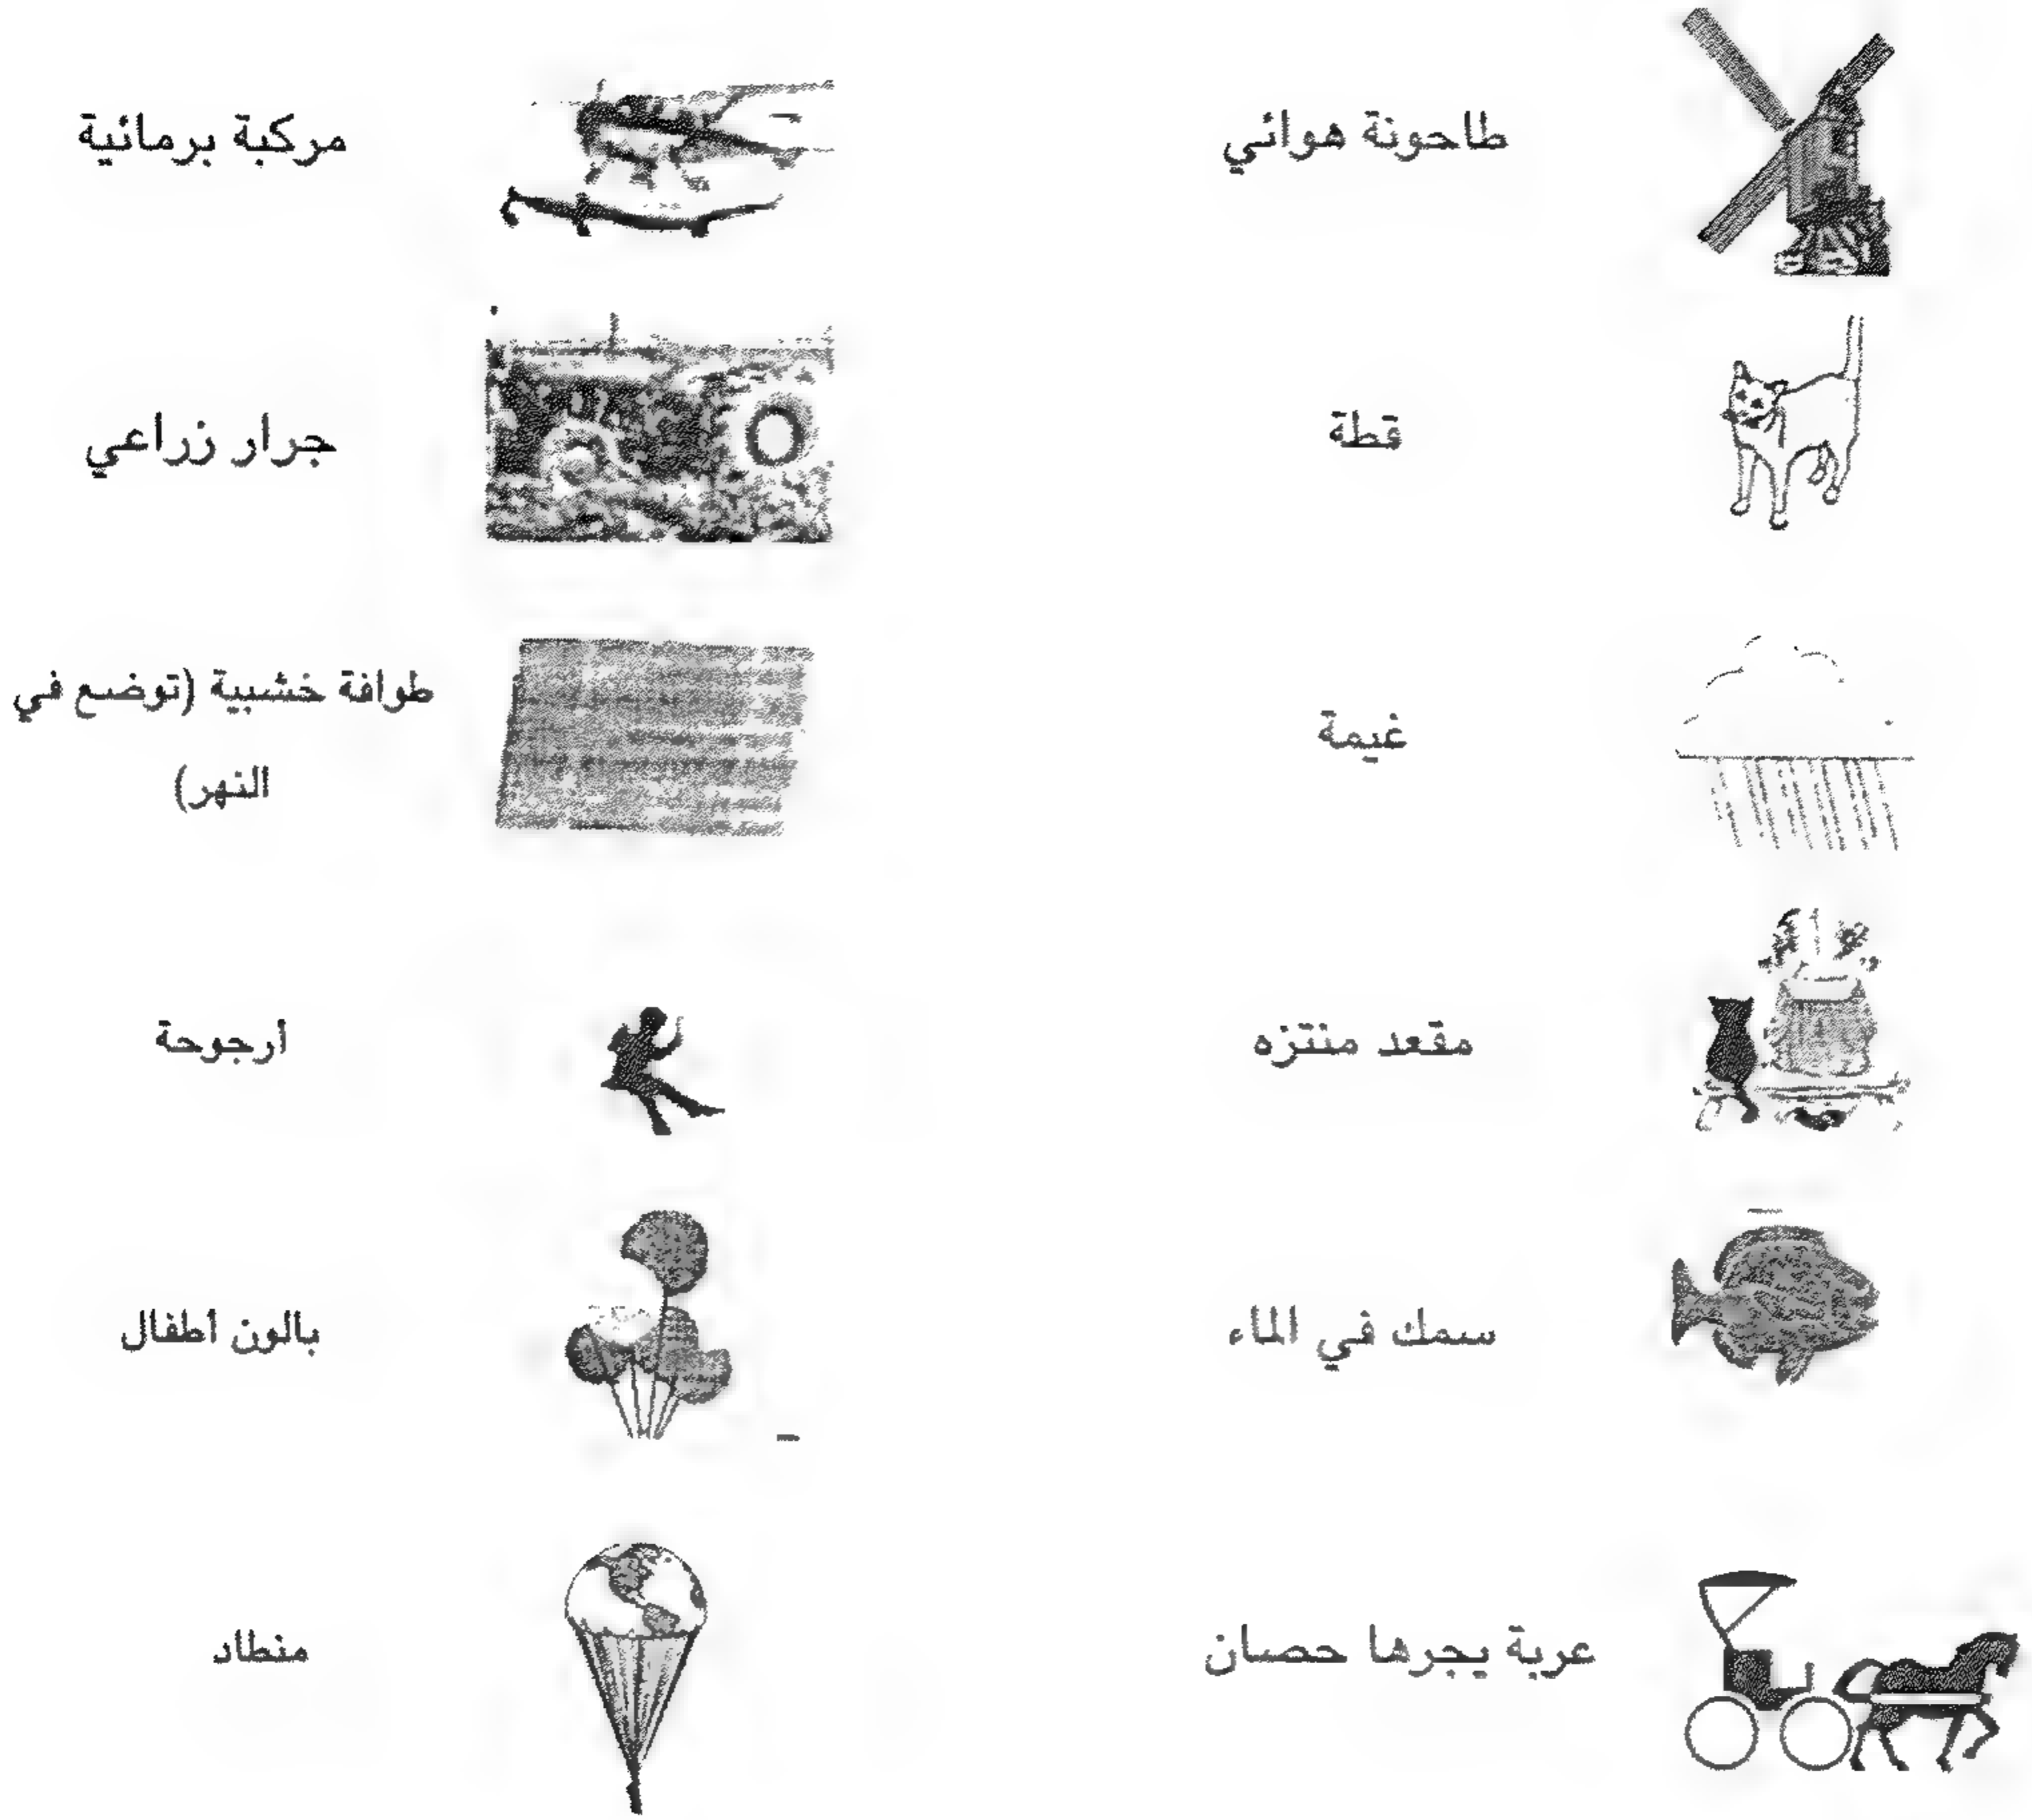 طاحونة هوائي
مركبة برمائية
قطة
جرار زراعي
غيمة
طوافة خشبية (توضع في
النهر)
مقعد منتزه
أرجوحة
سمك في الماء
بالون أطفال
عربة يجرها حصان
منطاد